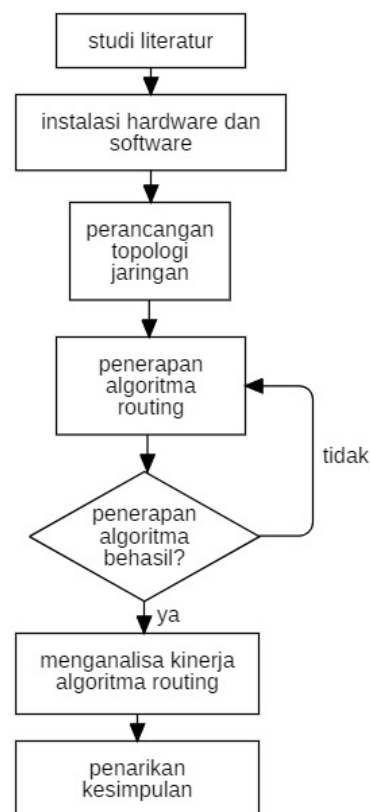 studi literatur
instalasi hardware dan
software
perancangan
topologi
jaringan
penerapan
algoritma
routing
tidak
penerapan
algoritma
behasil?
ya
menganalisa kinerja
algoritma routing
penarikan
kesimpulan